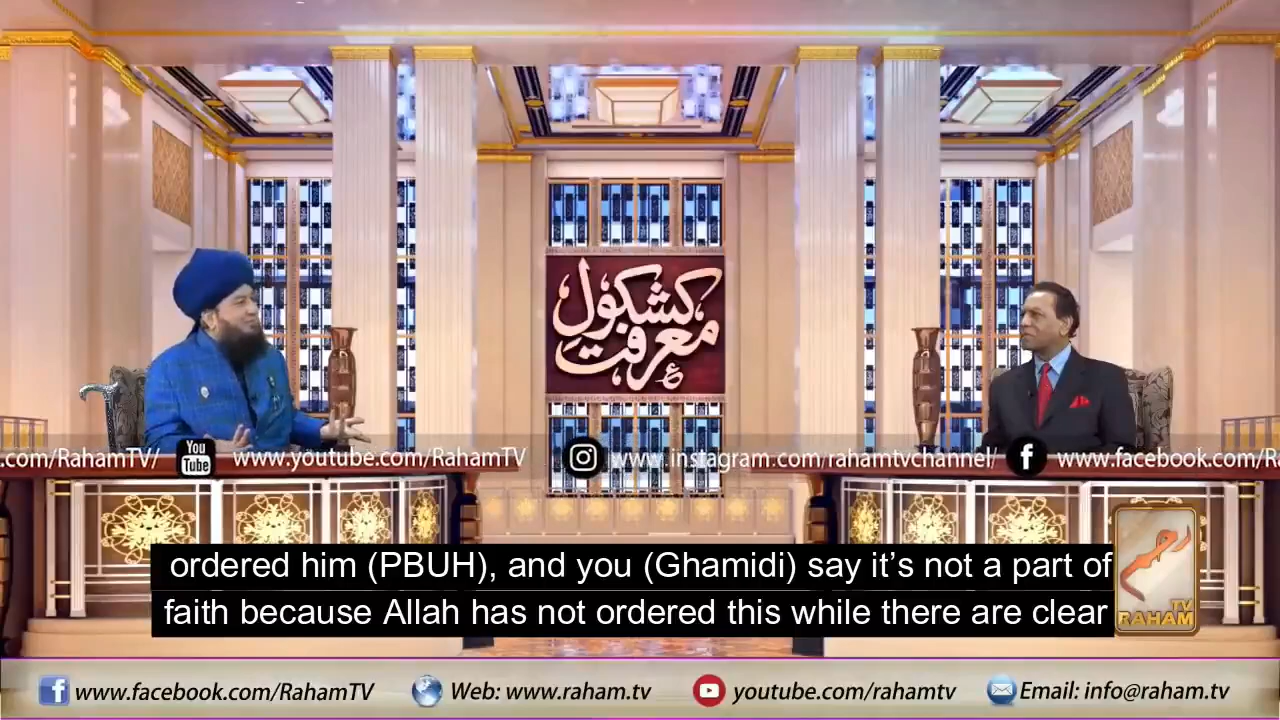 کشکول
معرفت
.com/RahamTV/
You
Tube
www.youtube.com/RahamTV
www.instagram.com/rahamtvchannel/
www.facebook.com/Ra
ordered him (PBUH), and you (Ghamidi) say it’s not a part of
faith because Allah has not ordered this while there are clear
رحم
TV
RAHAM
www.facebook.com/RahamTV
Web: www.raham.tv
youtube.com/rahamtv
Email: info@raham.tv